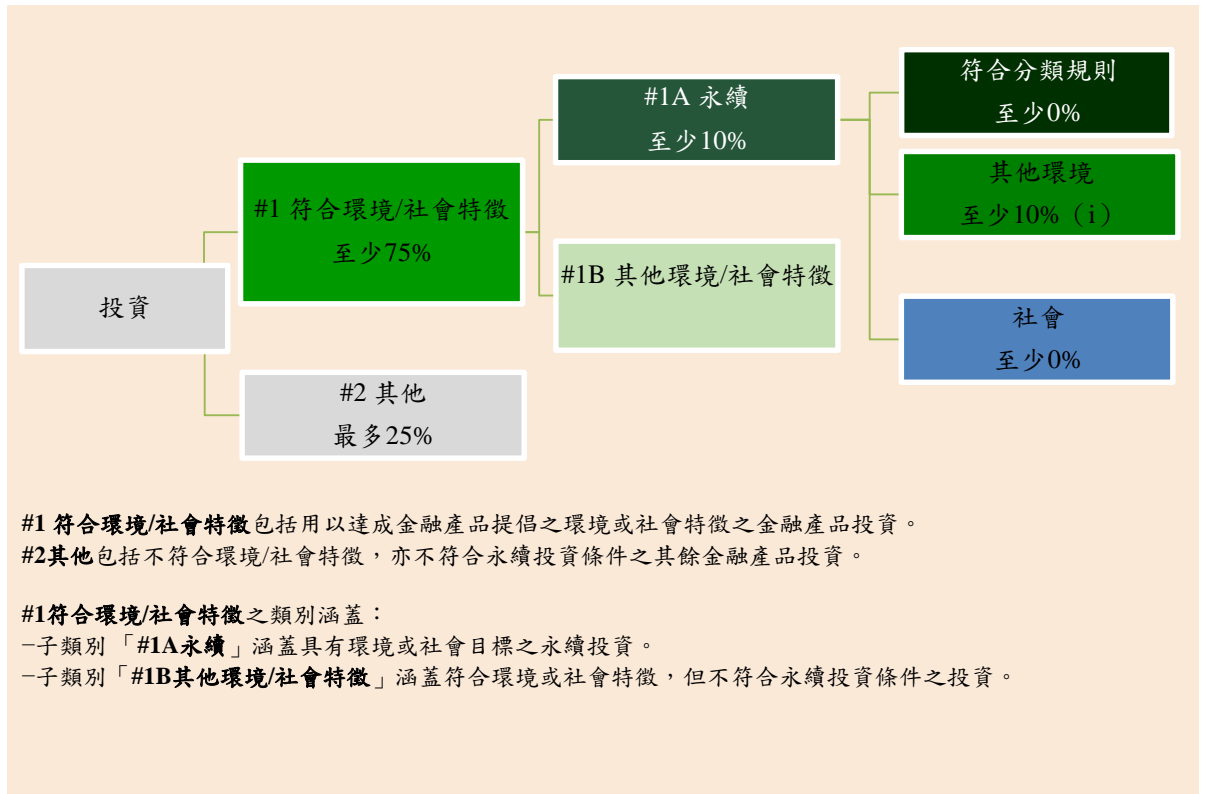 符合分類規則
至少0%
#1A 永續
至少10%
其他環境
至少10%（i）
#1 符合環境/社會特徵
至少75%
#1B 其他環境/社會特徵
投資
社會
至少0%
#2 其他
最多25%
#1 符合環境/社會特徵包括用以達成金融產品提倡之環境或社會特徵之金融產品投資。
#2其他包括不符合環境/社會特徵，亦不符合永續投資條件之其餘金融產品投資。
#1符合環境/社會特徵之類別涵蓋：
−子類別「#1A永續」涵蓋具有環境或社會目標之永續投資。
−子類別「#1B其他環境/社會特徵」涵蓋符合環境或社會特徵，但不符合永續投資條件之投資。